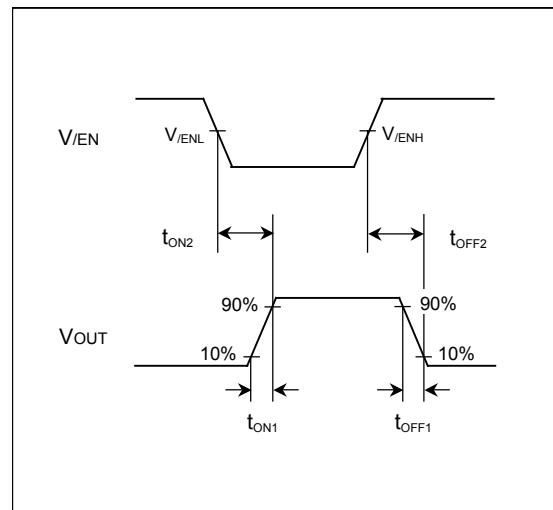 V/EN
V/ENL
V/ENH
tON2
tOFF2
90%
90%
VOUT
10%
10%
tON1
tOFF1